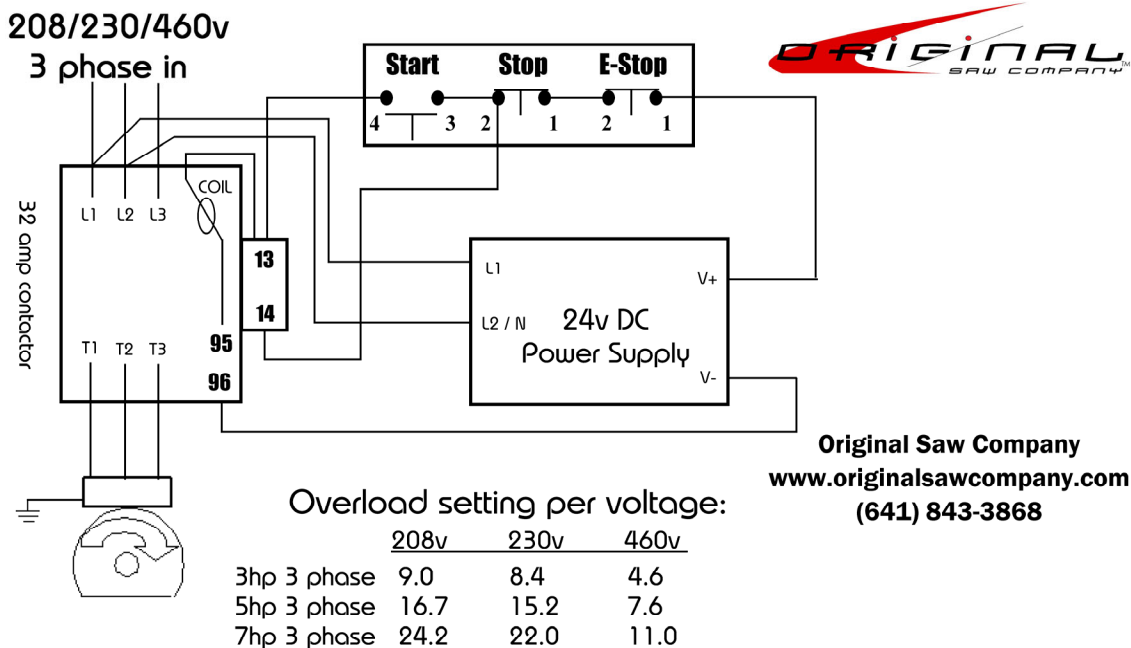 208/230/460v
3 phase in
Start Stop E-Stop
4 3 2 1 2 1
ORIGINAL
SAW COMPANY
TM
32 amp contactor
COIL
L1 L2 L3
13
14
T1 T2 T3
95
96
L1
V+
L2 / N
24v DC
Power Supply
V-
Original Saw Company
www.originalsawcompany.com
(641) 843-3868
Overload setting per voltage:
208v 230v 460v
3hp 3 phase 9.0 8.4 4.6
5hp 3 phase 16.7 15.2 7.6
7hp 3 phase 24.2 22.0 11.0